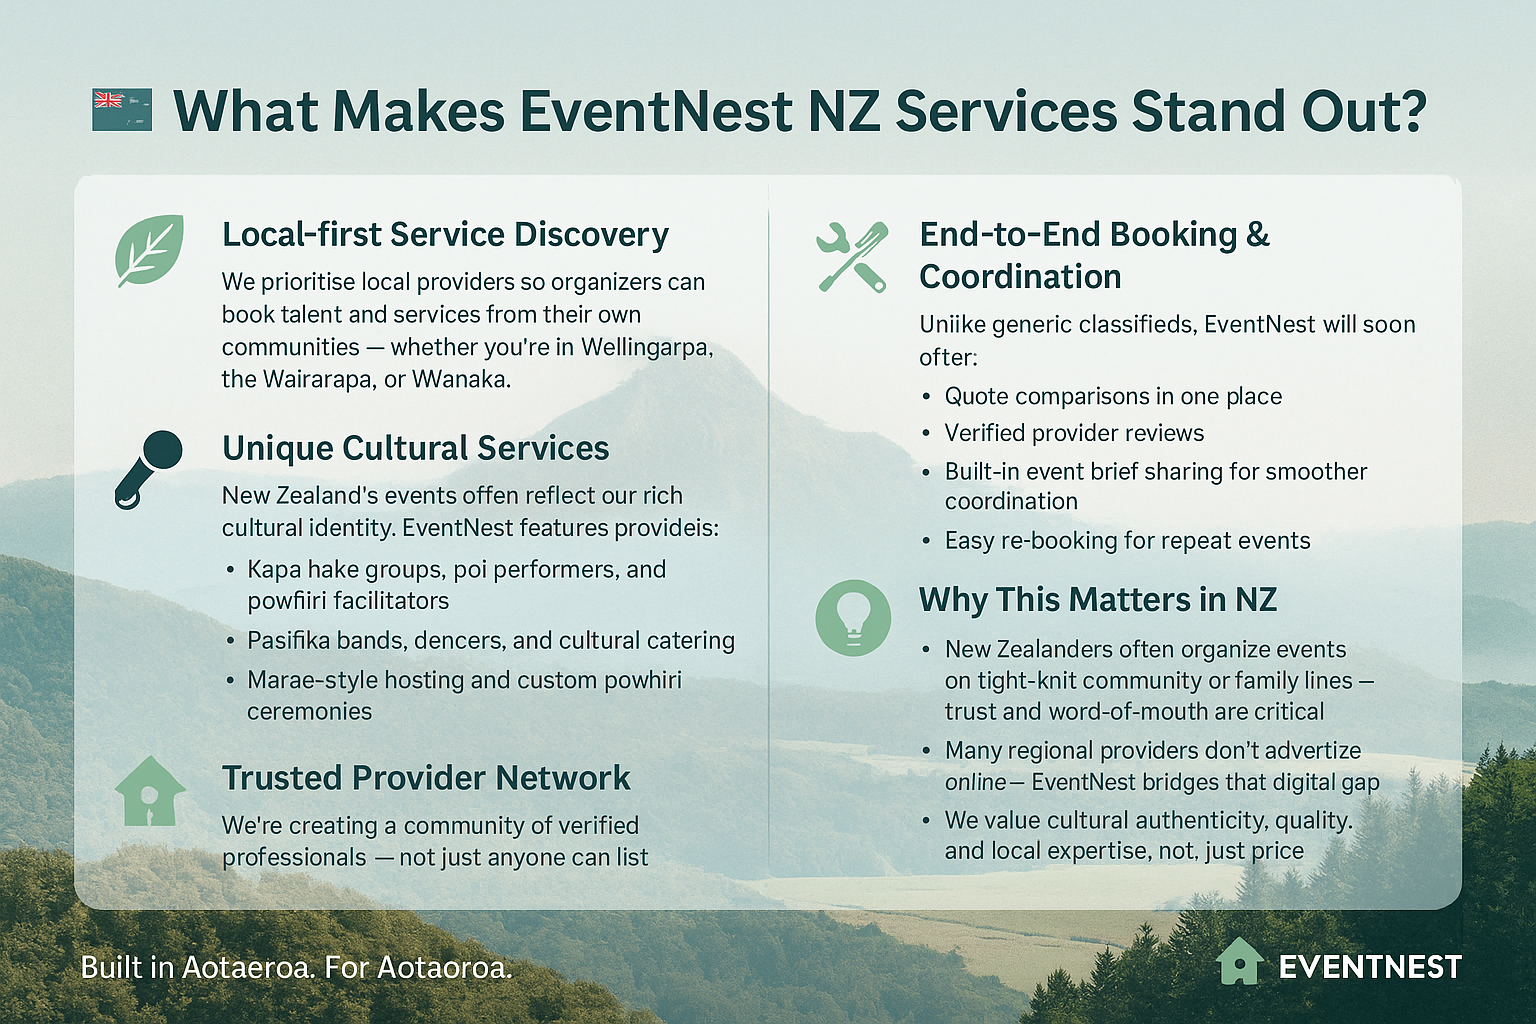 What Makes EventNest NZ Services Stand Out?
Local-first Service Discovery
We prioritise local providers so organizers can
book talent and services from their own
communities — whether you're in Wellingarpa,
the Wairarapa, or WWanaka.
Unique Cultural Services
New Zealand's events offen reflect our rich
cultural identity. EventNest features provideis:
• Kapa hake groups, poi performers, and
powfiiri facilitators
• Pasifika bands, dencers, and cultural catering
• Marae-style hosting and custom powhiri
ceremonies
Trusted Provider Network
We're creating a community of verified
professionals — not just anyone can list
End-to-End Booking &
Coordination
Uniike generic classifieds, EventNest will soon
ofter:
• Quote comparisons in one place
• Verified provider reviews
• Built-in event brief sharing for smoother
coordination
• Easy re-booking for repeat events
Why This Matters in NZ
• New Zealanders often organize events
on tight-knit community or family lines —
trust and word-of-mouth are critical
• Many regional providers don't advertize
online— EventNest bridges that digital gap
• We value cultural authenticity, quality.
and local expertise, not, just price
Built in Aotaeroa. For Aotaoroa.
EVENTNEST